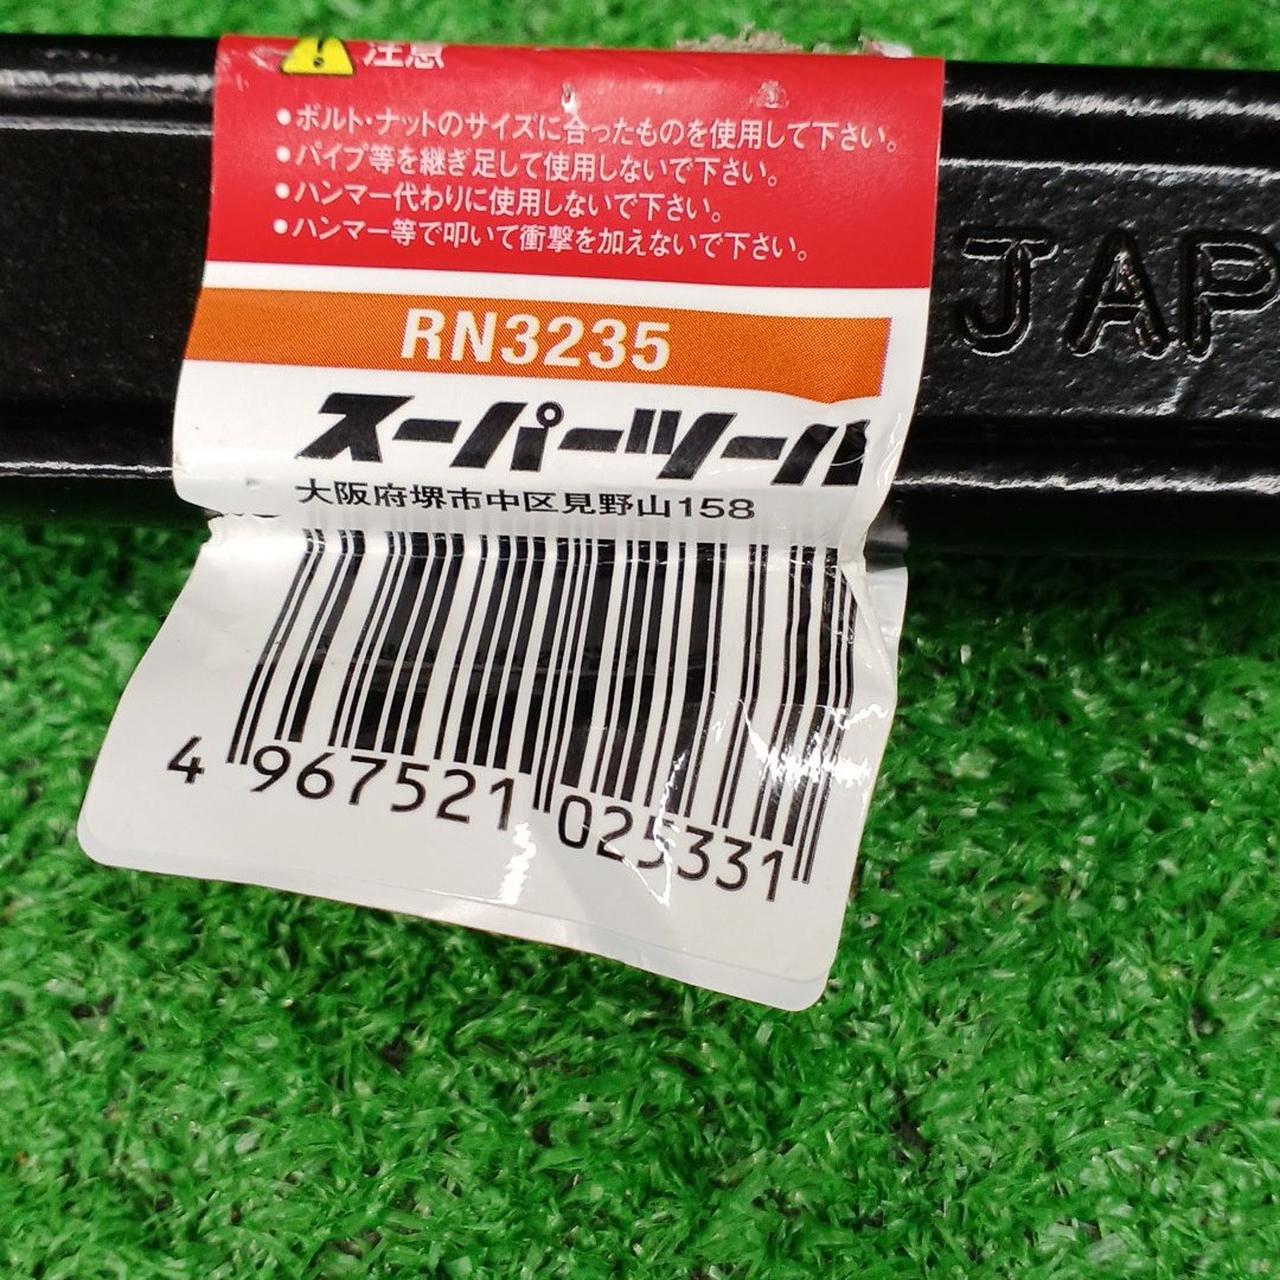 注意
•ボルト・ナットのサイズに合ったものを使用して下さい。
•パイプ等を継ぎ足して使用しないで下さい。
•ハンマー代わりに使用しないで下さい。
•ハンマー等で叩いて衝撃を加えないで下さい。
RN3235
スーパーツール
大阪府堺市中区見野山158
4 967521 025331
JAP